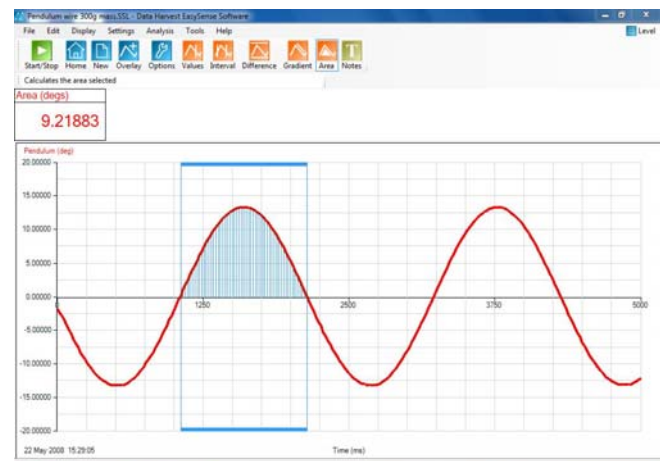 Pendulum wire 300g mass.SSL - Data Harvest EasySense Software
File Edit Display Settings Analysis Tools Help
Level
Start/Stop Home New Overlay Options Values Interval Difference Gradient Area Notes
Calculates the area selected
Area (degs)
9.21883
Pendulum (deg)
20.00000
15.00000
10.00000
5.00000
0.00000
1250 2500 3750 5000
-5.00000
-10.00000
-15.00000
-20.00000
22 May 2008 15:29:05
Time (ms)